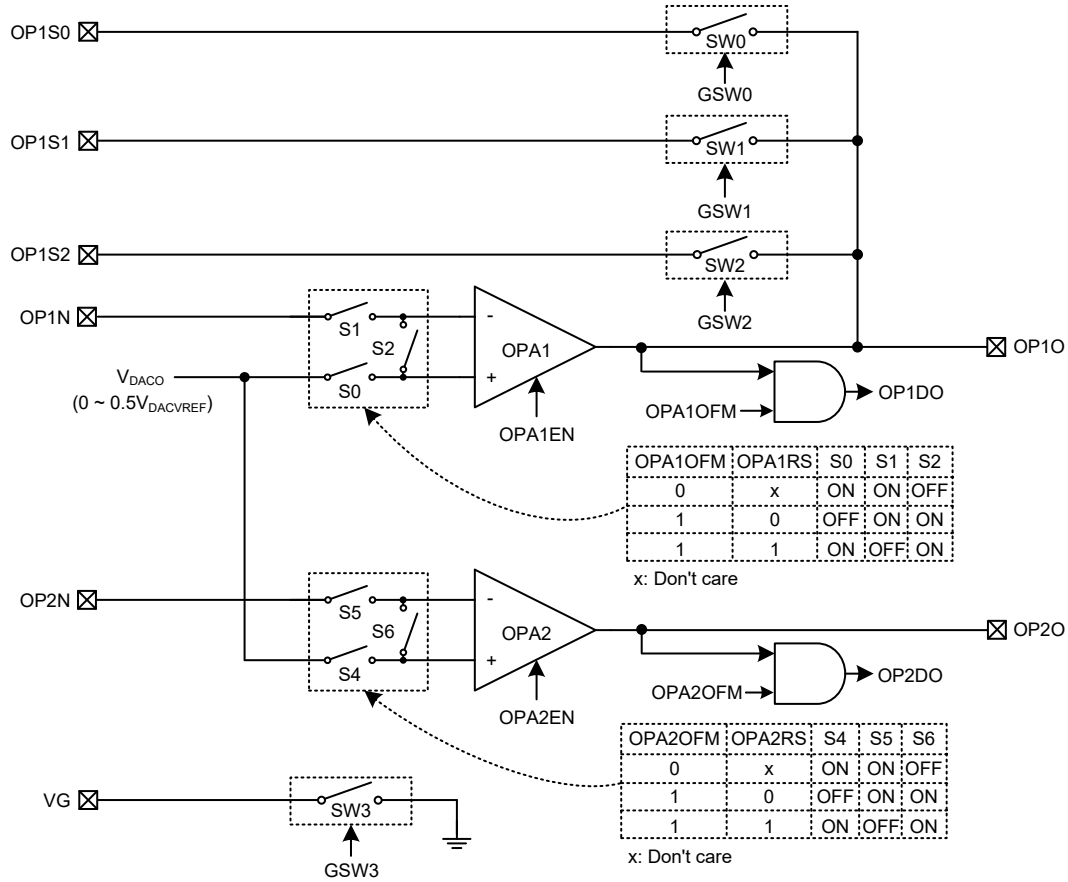 OP1S0
SW0
GSW0
OP1S1
SW1
GSW1
OP1S2
SW2
GSW2
OP1N
S1
S2
S0
-
+
OPA1
OPA1EN
OP1O
VDACO
(0 ~ 0.5VDACVREF)
OPA1OFM
OP1DO
OPA1OFM OPA1RS S0 S1 S2
0 x ON ON OFF
1 0 OFF ON ON
1 1 ON OFF ON
x: Don't care
OP2N
S5
S6
S4
-
+
OPA2
OPA2EN
OP2O
OPA2OFM
OP2DO
OPA2OFM OPA2RS S4 S5 S6
0 x ON ON OFF
1 0 OFF ON ON
1 1 ON OFF ON
x: Don't care
VG
SW3
GSW3